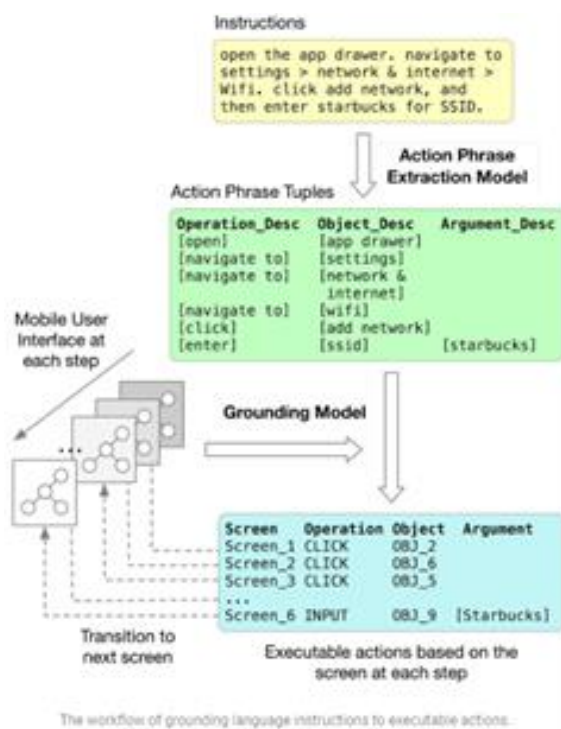 Instructions
open the app drawer. navigate to
settings > network & internet >
Wifi. click add network, and
then enter starbucks for SSID.
Action Phrase
Extraction Model
Action Phrase Tuples
Operation_Desc Object_Desc Argument_Desc
[open] [app drawer]
[navigate to] [settings]
[navigate to] [network &
internet]
[navigate to] [wifi]
[click] [add network]
[enter] [ssid] [starbucks]
Mobile User
Interface at
each step
Grounding Model
...
Screen Operation Object Argument
Screen_1 CLICK OBJ_2
Screen_2 CLICK OBJ_6
Screen_3 CLICK OBJ_5
...
Screen_6 INPUT OBJ_9 [Starbucks]
Transition to
next screen
Executable actions based on the
screen at each step
The workflow of grounding language instructions to executable actions.